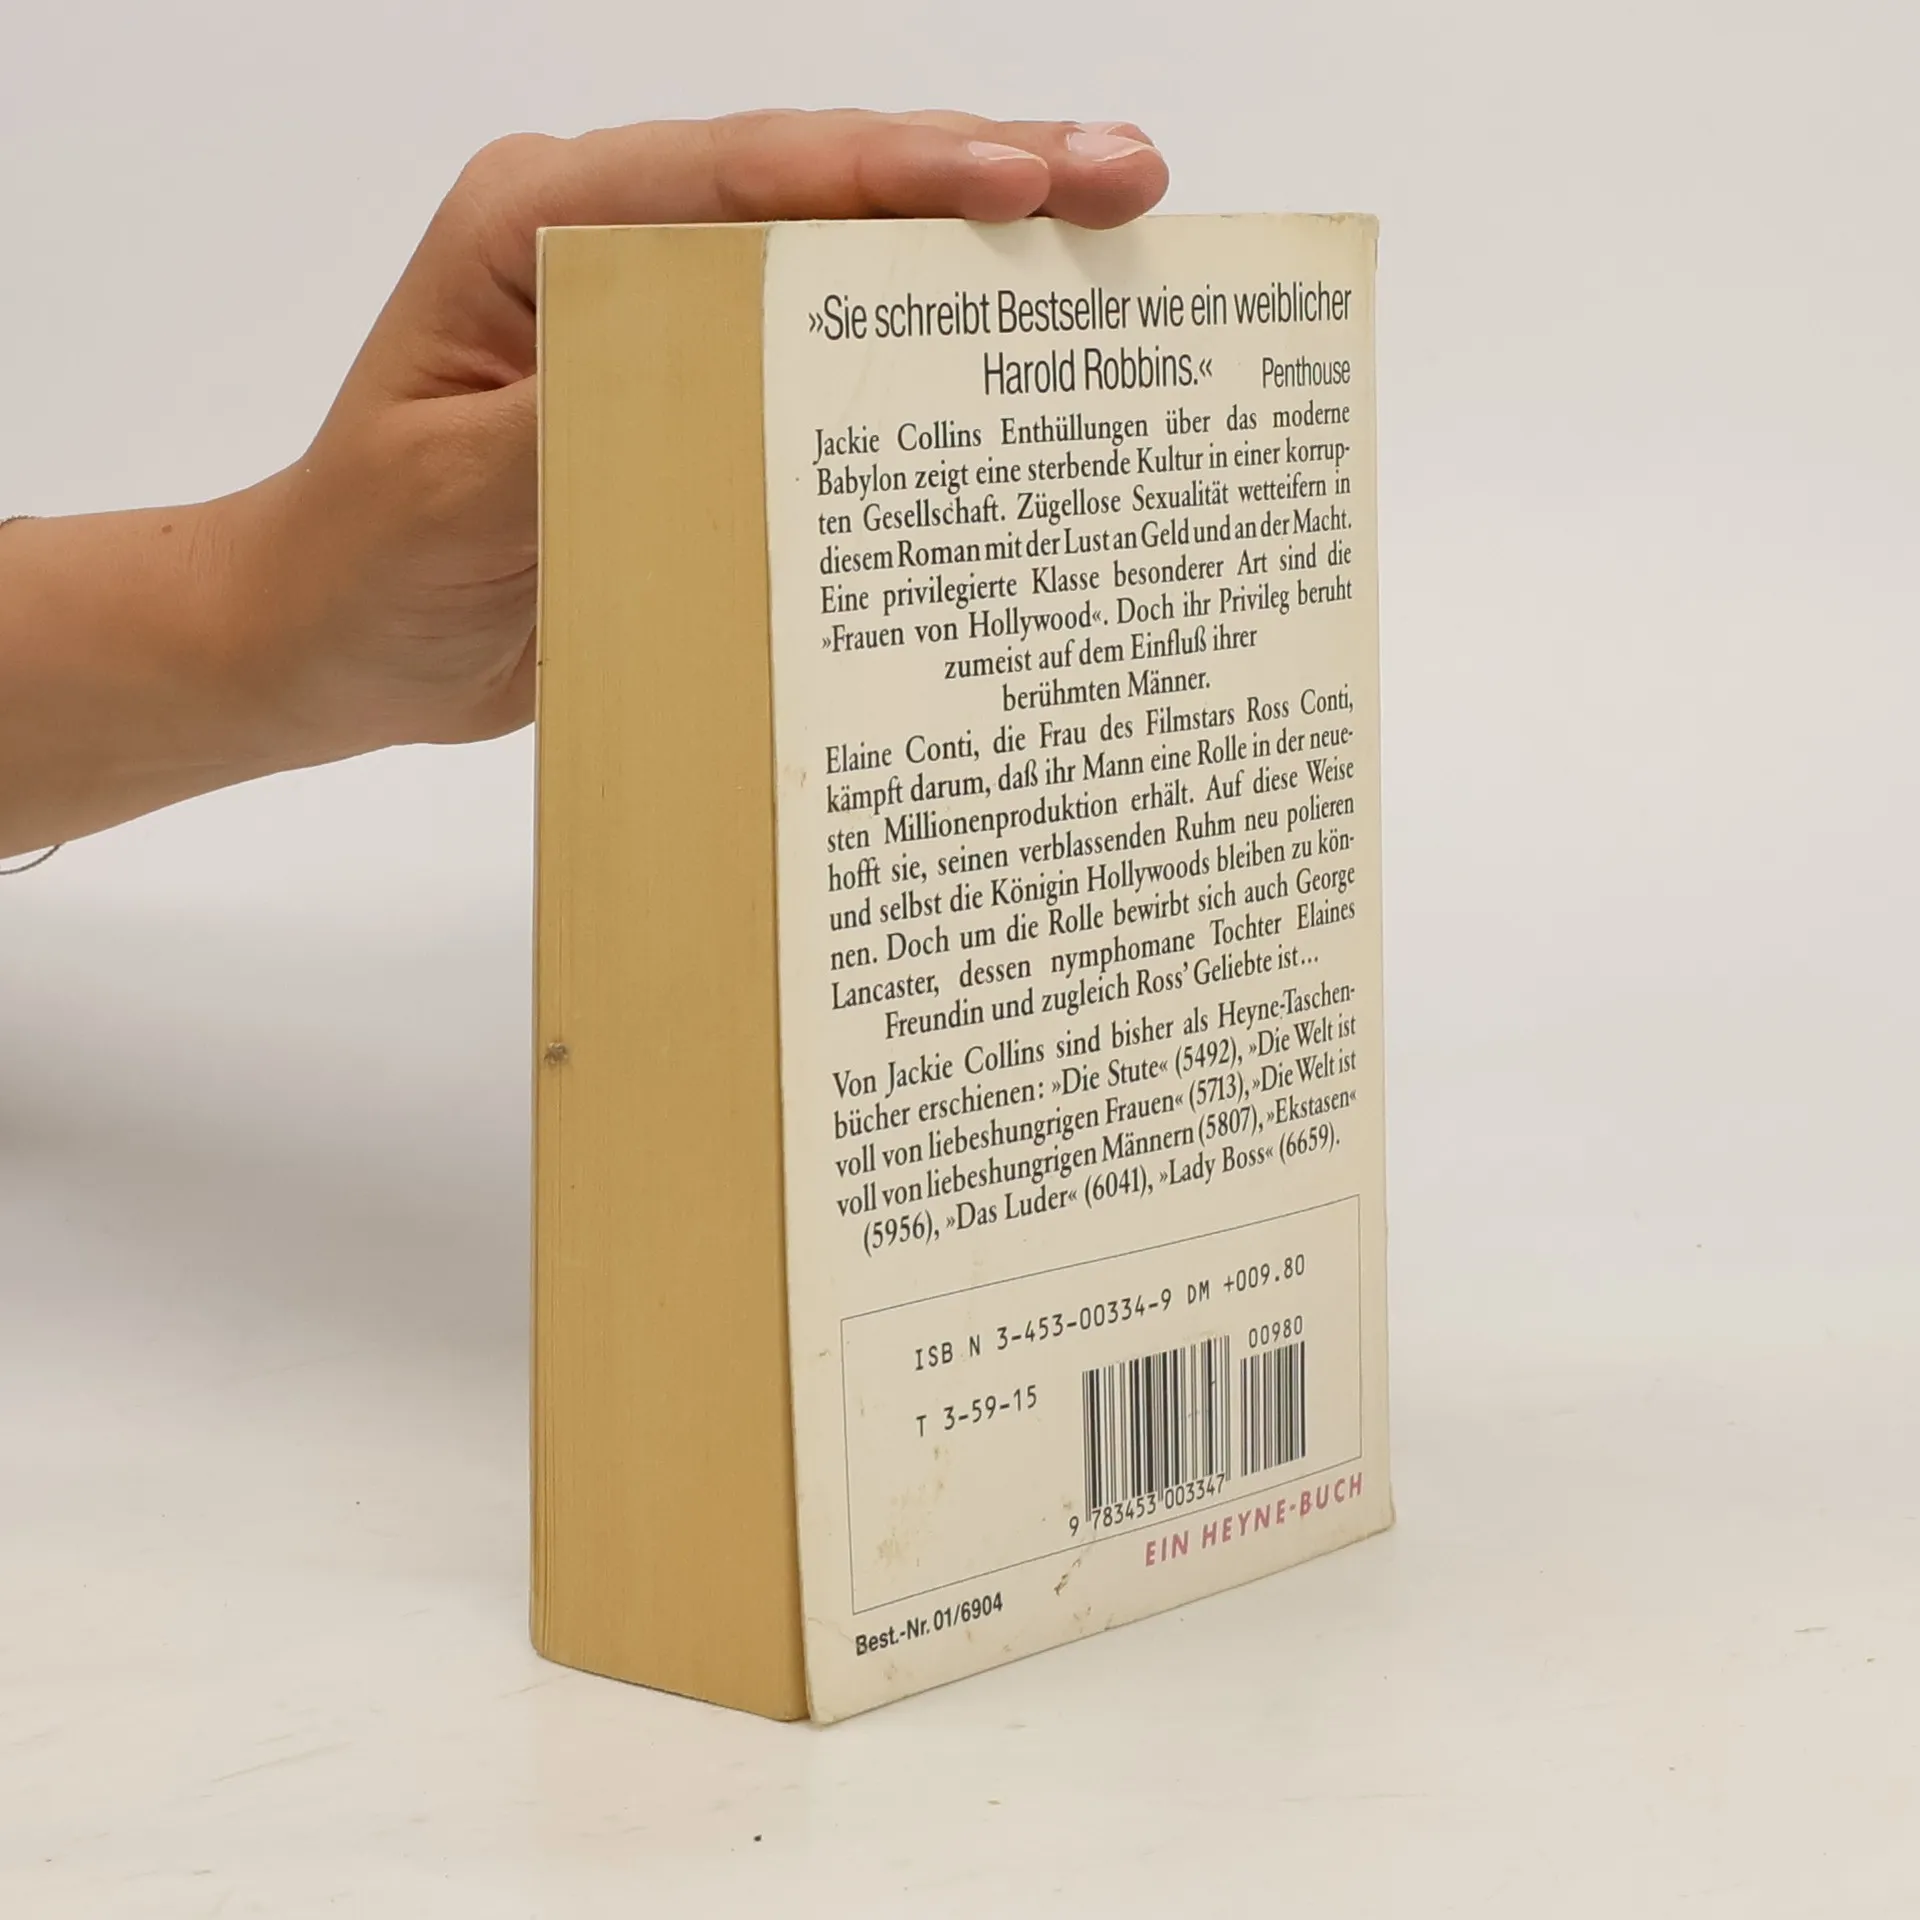 »Sie schreibt Bestseller wie ein weiblicher
Harold Robbins.« Penthouse
Jackie Collins Enthüllungen über das moderne
Babylon zeigt eine sterbende Kultur in einer korrup-
ten Gesellschaft. Zügellose Sexualität wetteifern in
diesem Roman mit der Lust an Geld und an der Macht.
Eine privilegierte Klasse besonderer Art sind die
»Frauen von Hollywood«. Doch ihr Privileg beruht
zumeist auf dem Einfluß ihrer
berühmten Männer.
Elaine Conti, die Frau des Filmstars Ross Conti,
kämpft darum, daß ihr Mann eine Rolle in der neue-
sten Millionenproduktion erhält. Auf diese Weise
hofft sie, seinen verblassenden Ruhm neu polieren
und selbst die Königin Hollywoods bleiben zu kön-
nen. Doch um die Rolle bewirbt sich auch George
Lancaster, dessen nymphomane Tochter Elaines
Freundin und zugleich Ross’ Geliebte ist...
Von Jackie Collins sind bisher als Heyne-Taschen-
bücher erschienen: »Die Stute« (5492), »Die Welt ist
voll von liebeshungrigen Frauen« (5713), »Die Welt ist
voll von liebeshungrigen Männern (5807), »Ekstasen«
(5956), »Das Luder« (6041), »Lady Boss« (6659).
ISB N 3-453-00334-9 DM +009.80
00980
T 3-59-15
9 783453 003347
EIN HEYNE-BUCH
Best.-Nr. 01/6904